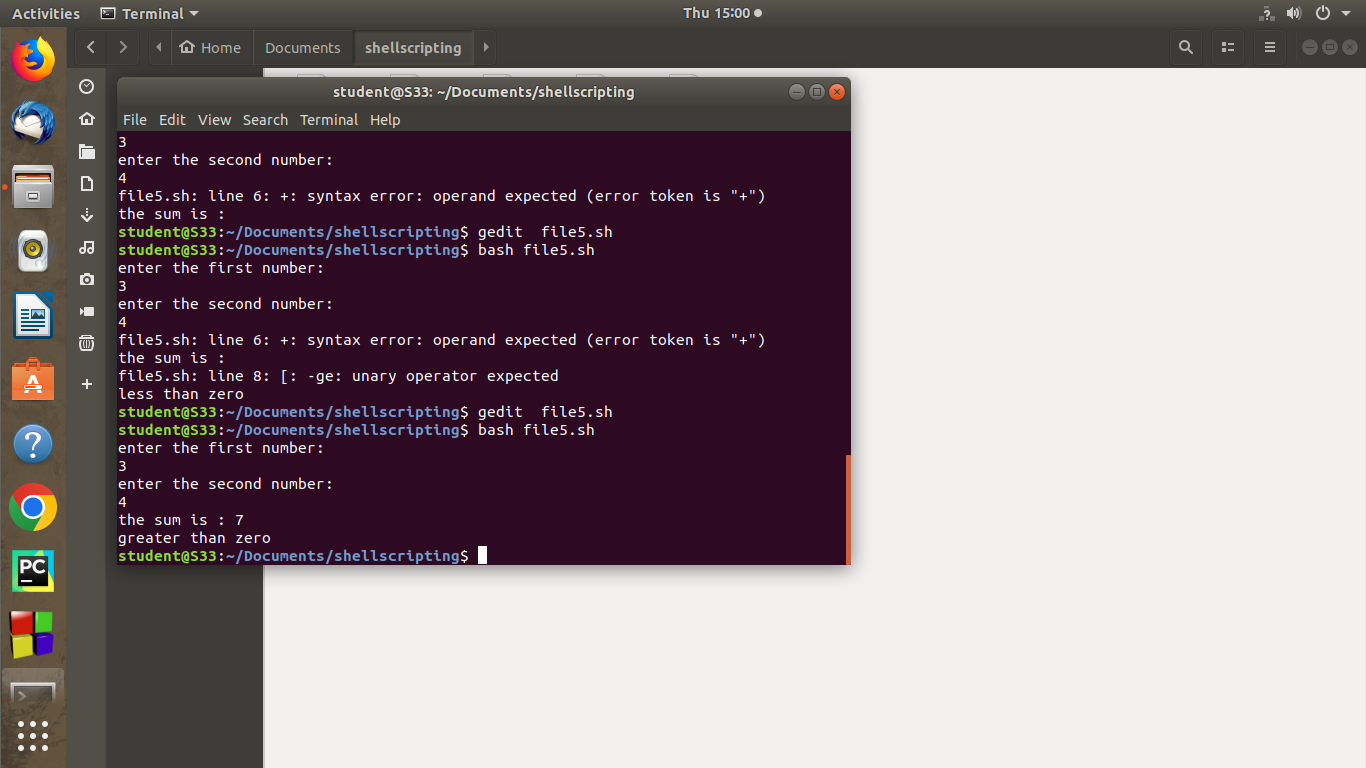 Activities Terminal Thu 15:00
Home Documents shellscripting
student@S33: ~/Documents/shellscripting
File Edit View Search Terminal Help
3
enter the second number:
4
file5.sh: line 6: +: syntax error: operand expected (error token is "+")
the sum is :
student@S33:~/Documents/shellscripting$ gedit  file5.sh
student@S33:~/Documents/shellscripting$ bash file5.sh
enter the first number:
3
enter the second number:
4
file5.sh: line 6: +: syntax error: operand expected (error token is "+")
the sum is :
file5.sh: line 8: [: -ge: unary operator expected
less than zero
student@S33:~/Documents/shellscripting$ gedit  file5.sh
student@S33:~/Documents/shellscripting$ bash file5.sh
enter the first number:
3
enter the second number:
4
the sum is : 7
greater than zero
student@S33:~/Documents/shellscripting$
PC